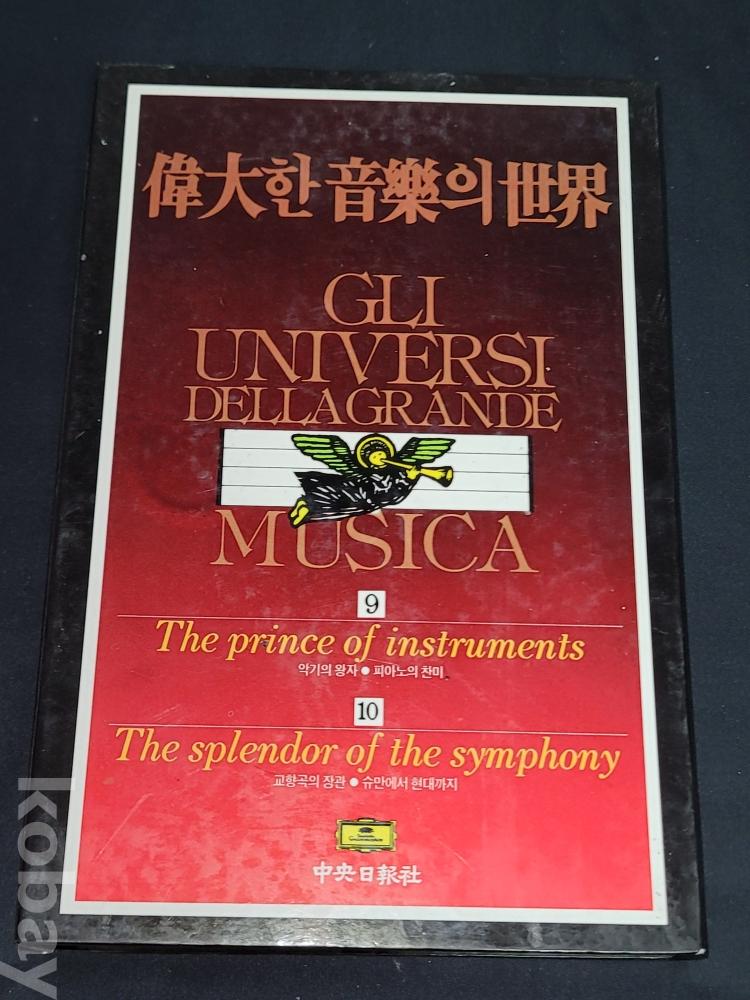 偉大한 音樂의 世界
GLI
UNIVERSI
DELLA GRANDE
MUSICA
9
The prince of instruments
악기의 왕자 ● 피아노의 찬미
10
The splendor of the symphony
교향곡의 장관 ● 슈만에서 현대까지
Deutsche
Grammophon
中央日報社
kobay